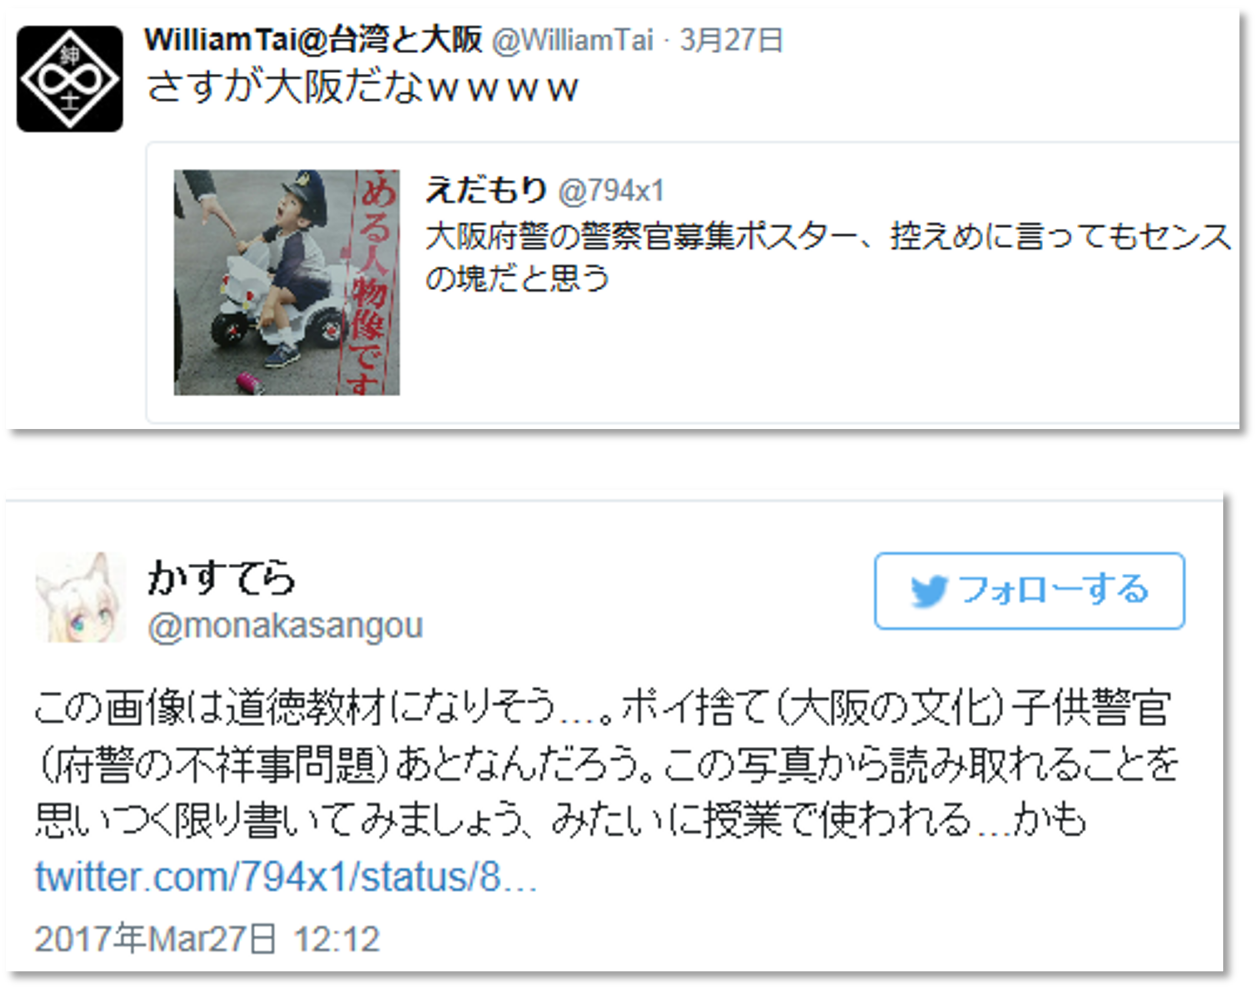 WilliamTai@台湾と大阪 @WilliamTai · 3月27日
さすが大阪だなｗｗｗｗ
紳士
える人物像です
えだもり @794x1
大阪府警の警察官募集ポスター、控えめに言ってもセンス
の塊だと思う
かすてら
@monakasangou
フォローする
この画像は道徳教材になりそう…。ポイ捨て（大阪の文化）子供警官
（府警の不祥事問題）あとなんだろう。この写真から読み取れることを
思いつく限り書いてみましょう、みたいに授業で使われる…かも
twitter.com/794x1/status/8…
2017年Mar27日 12:12